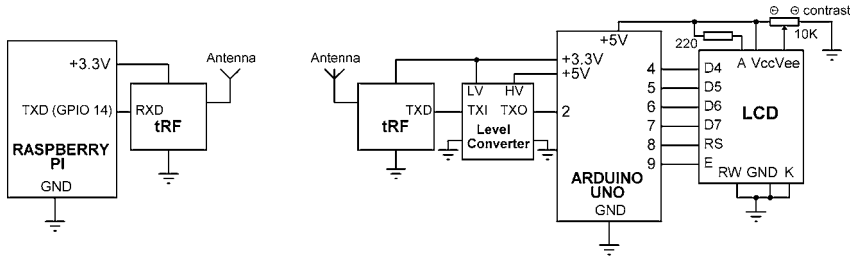 +3.3V
TXD (GPIO 14)
RASPBERRY
PI
GND
Antenna
RXD
tRF
Antenna
TXD
tRF
LV HV
TXI TXO
Level
Converter
+5V
+3.3V
+5V
2
4
5
6
7
8
9
ARDUINO
UNO
GND
220
⊖ ⊖ contrast
10K
A Vcc Vee
D4
D5
D6
D7
RS
E
LCD
RW GND K